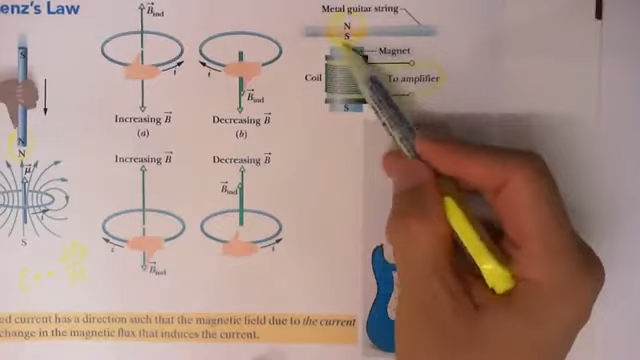 enz's Law
Metal guitar string
N
S
Magnet
Coil
To amplifier
S
B ind
i
i
B ind
Increasing B
(a)
Decreasing B
(b)
S
N
N
μ
i
S
Increasing B
Decreasing B
B ind
i
i
B ind
ed current has a direction such that the magnetic field due to the current
change in the magnetic flux that induces the current.